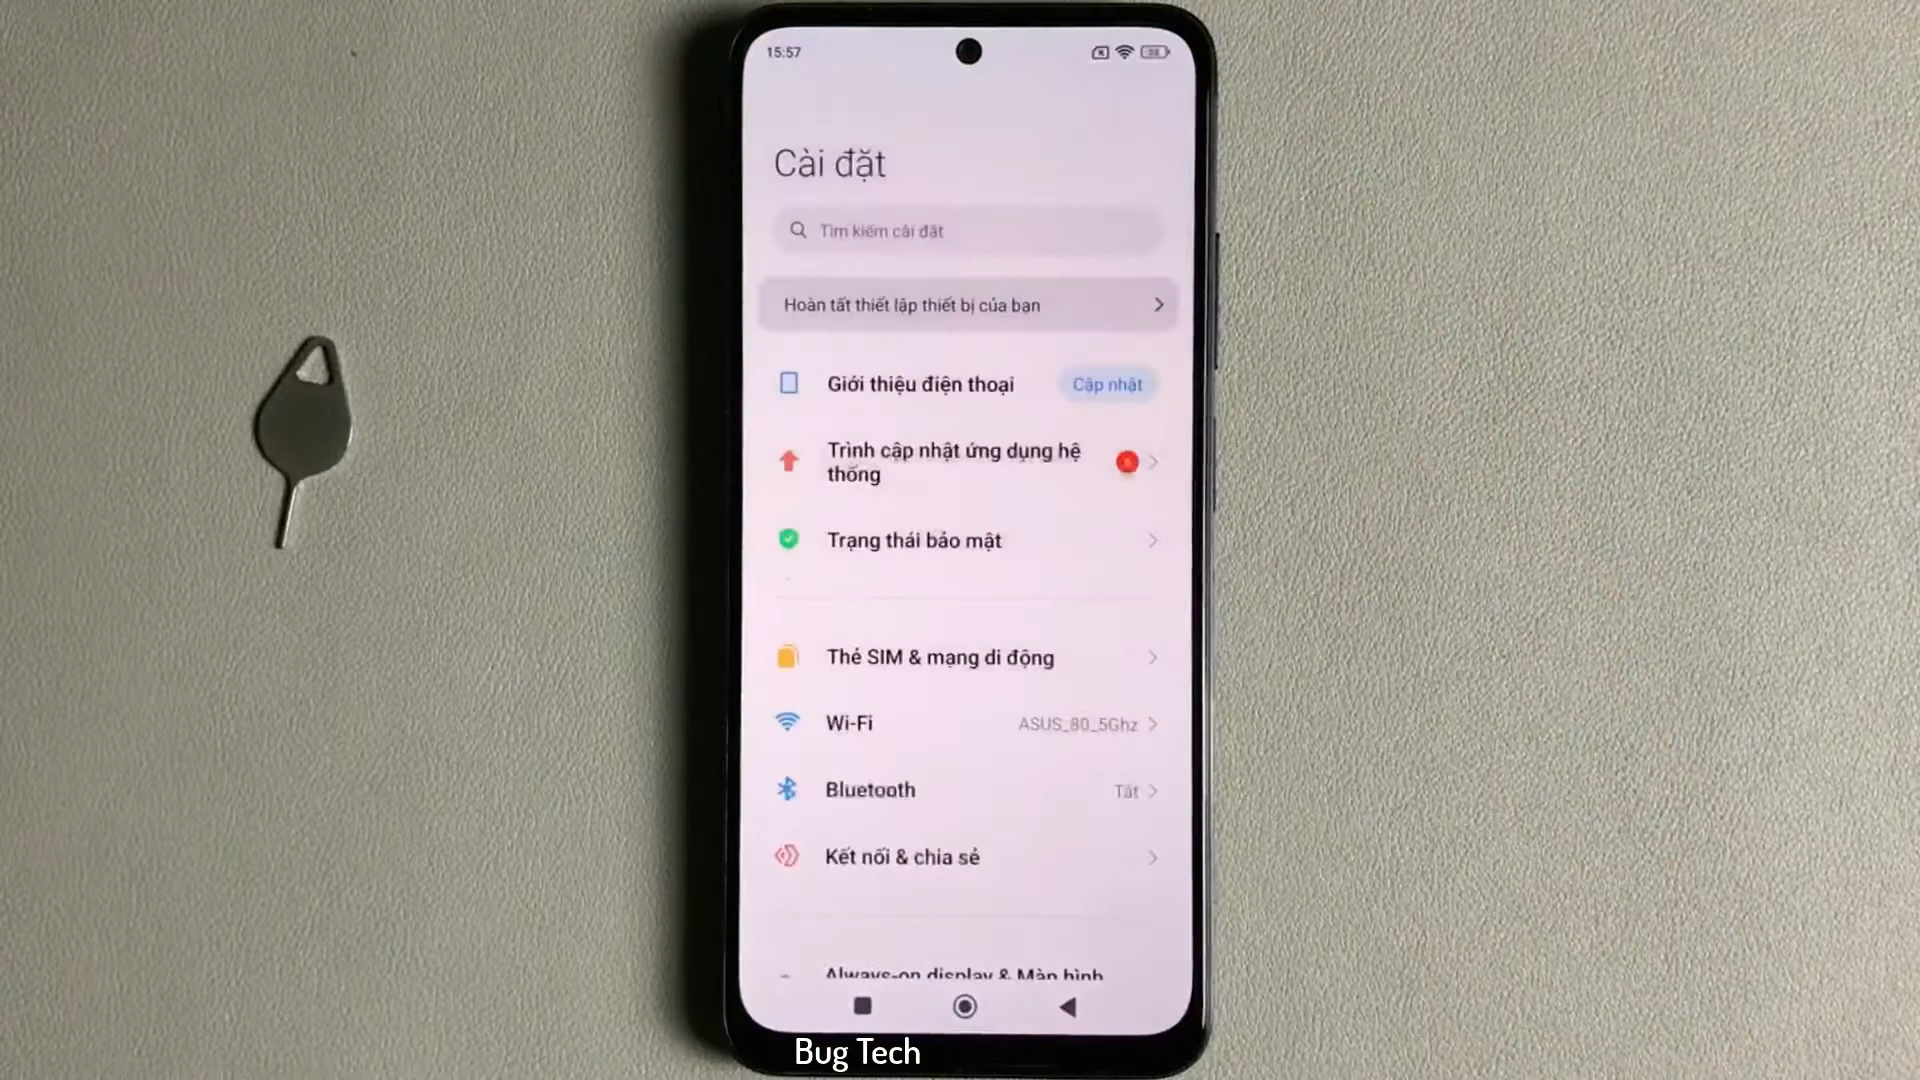 15:57
Cài đặt
Tìm kiếm cài đặt
Hoàn tất thiết lập thiết bị của bạn
Giới thiệu điện thoại
Cập nhật
Trình cập nhật ứng dụng hệ
thống
Trạng thái bảo mật
Thẻ SIM & mạng di động
Wi-Fi
ASUS_80_5Ghz
Bluetooth
Tắt
Kết nối & chia sẻ
Always-on display & Màn hình
Bug Tech